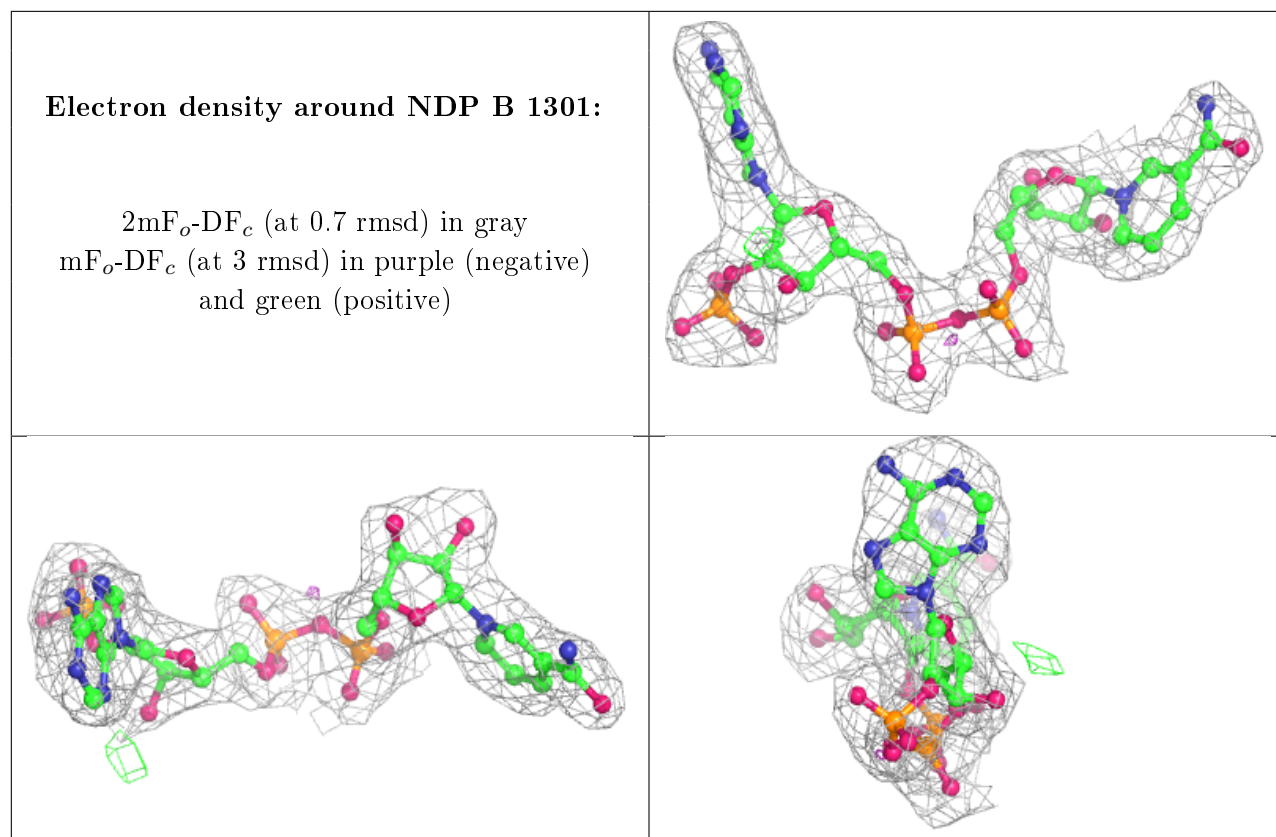 Electron density around NDP B 1301:
2mFo-DFc (at 0.7 rmsd) in gray
mFo-DFc (at 3 rmsd) in purple (negative)
and green (positive)